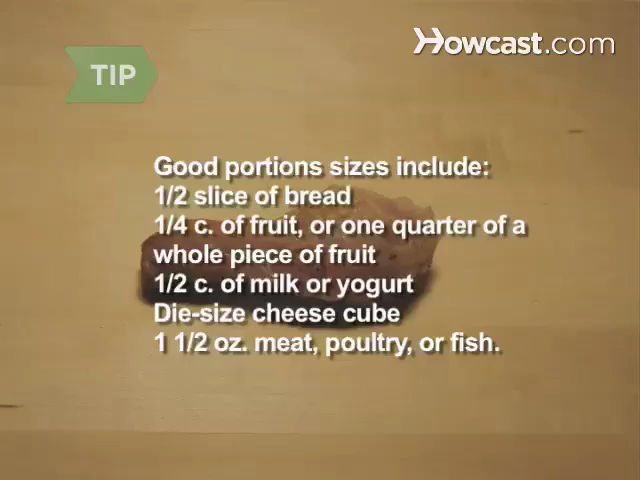 Howcast.com
TIP
Good portions sizes include:
1/2 slice of bread
1/4 c. of fruit, or one quarter of a
whole piece of fruit
1/2 c. of milk or yogurt
Die-size cheese cube
1 1/2 oz. meat, poultry, or fish.